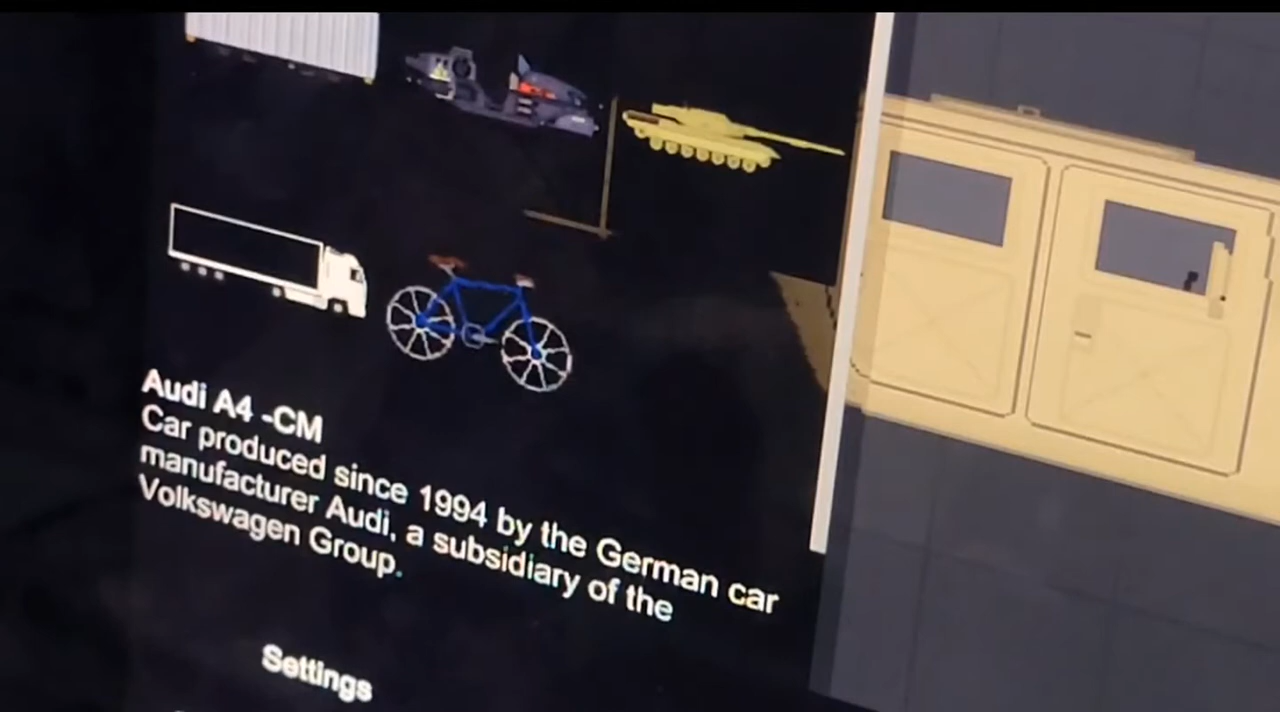 Audi A4 -CM
Car produced since 1994 by the German car
manufacturer Audi, a subsidiary of the
Volkswagen Group.
Settings